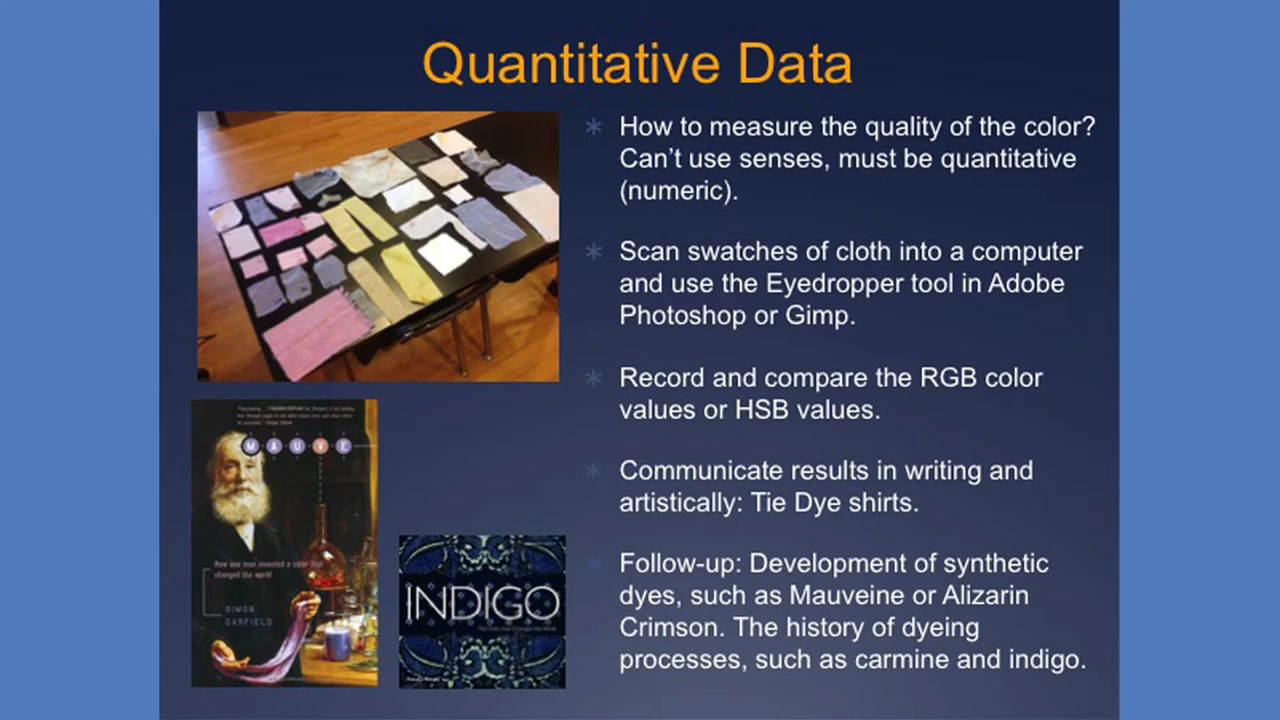 Quantitative Data
How to measure the quality of the color?
Can't use senses, must be quantitative
(numeric).
Scan swatches of cloth into a computer
and use the Eyedropper tool in Adobe
Photoshop or Gimp.
Record and compare the RGB color
values or HSB values.
Communicate results in writing and
artistically: Tie Dye shirts.
Follow-up: Development of synthetic
dyes, such as Mauveine or Alizarin
Crimson. The history of dyeing
processes, such as carmine and indigo.
MAUVE
How one man invented a color that
changed the world
SIMON
GARFIELD
INDIGO